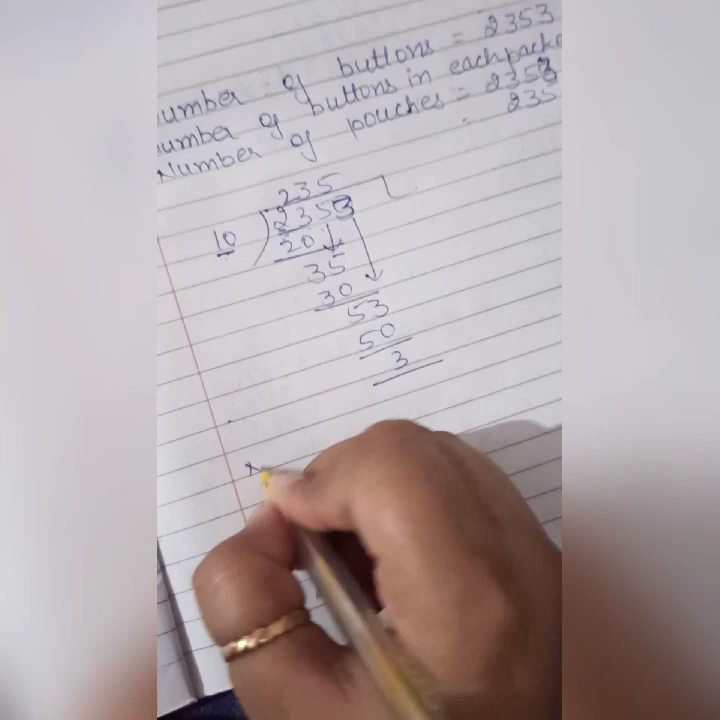 umber of buttons = 2353
umber of buttons in each pack
Number of pouches = 2353
235
235
10 ) 2353
20
35
30
53
50
3